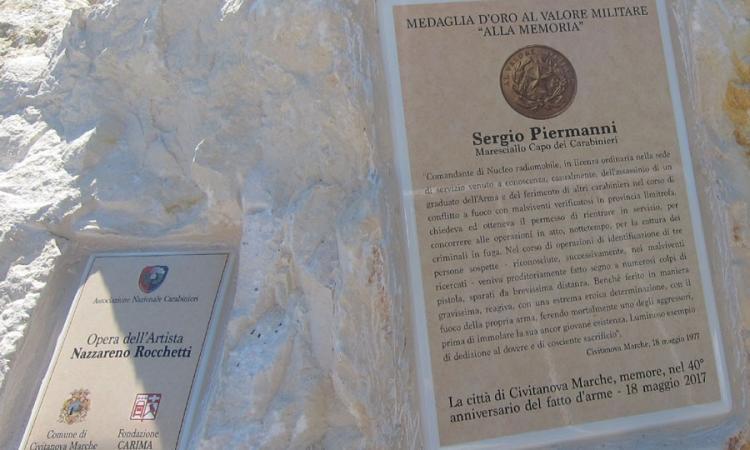 MEDAGLIA D'ORO AL VALORE MILITARE
"ALLA MEMORIA"
AL VALORE MILITARE
Sergio Piermanni
Maresciallo Capo dei Carabinieri
"Comandante di Nucleo radiomobile, in licenza ordinaria nella sede
di servizio venuto a conoscenza, casualmente, dell'assassinio di un
graduato dell'Arma e del ferimento di altri carabinieri nel corso di
conflitto a fuoco con malviventi verificatosi in provincia limitrofa,
chiedeva ed otteneva il permesso di rientrare in servizio, per
concorrere alle operazioni in atto, nottetempo, per la cattura dei
criminali in fuga. Nel corso di operazioni di identificazione di tre
persone sospette - riconosciute, successivamente, nei malviventi
ricercati - veniva proditoriamente fatto segno a numerosi colpi di
pistola, sparati da brevissima distanza. Benché ferito in maniera
gravissima, reagiva, con una estrema eroica determinazione, con il
fuoco della propria arma, ferendo mortalmente uno degli aggressori,
prima di immolare la sua ancor giovane esistenza. Luminoso esempio
di dedizione al dovere e di cosciente sacrificio".
Civitanova Marche, 18 maggio 1977
La città di Civitanova Marche, memore, nel 40°
anniversario del fatto d'arme - 18 maggio 2017
Associazione Nazionale Carabinieri
Opera dell'Artista
Nazzareno Rocchetti
Comune di
Civitanova Marche
Fondazione
CARIMA